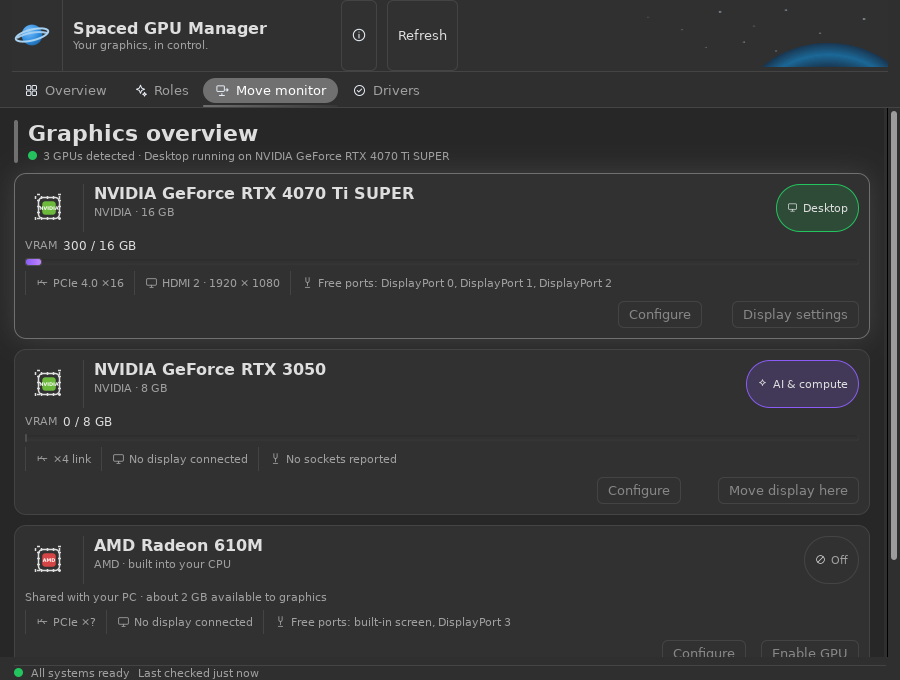 Spaced GPU Manager
Your graphics, in control.
Refresh
Overview
Roles
Move monitor
Drivers
Graphics overview
3 GPUs detected · Desktop running on NVIDIA GeForce RTX 4070 Ti SUPER
NVIDIA
NVIDIA GeForce RTX 4070 Ti SUPER
NVIDIA · 16 GB
Desktop
VRAM 300 / 16 GB
PCIe 4.0 ×16
HDMI 2 · 1920 × 1080
Free ports: DisplayPort 0, DisplayPort 1, DisplayPort 2
Configure
Display settings
NVIDIA
NVIDIA GeForce RTX 3050
NVIDIA · 8 GB
AI & compute
VRAM 0 / 8 GB
×4 link
No display connected
No sockets reported
Configure
Move display here
AMD
AMD Radeon 610M
AMD · built into your CPU
Off
Shared with your PC · about 2 GB available to graphics
PCIe ×?
No display connected
Free ports: built-in screen, DisplayPort 3
Configure
Enable GPU
All systems ready
Last checked just now